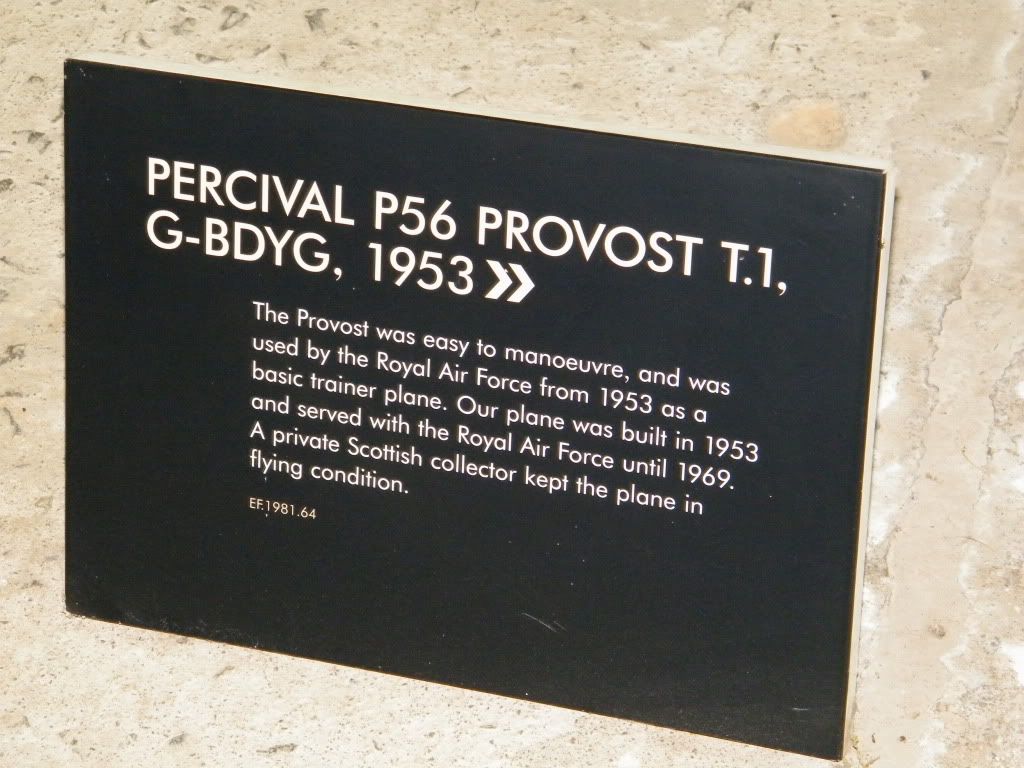 PERCIVAL P56 PROVOST T.1,
G-BDYG, 1953
The Provost was easy to manoeuvre, and was
used by the Royal Air Force from 1953 as a
basic trainer plane. Our plane was built in 1953
and served with the Royal Air Force until 1969.
A private Scottish collector kept the plane in
flying condition.
EF.1981.64